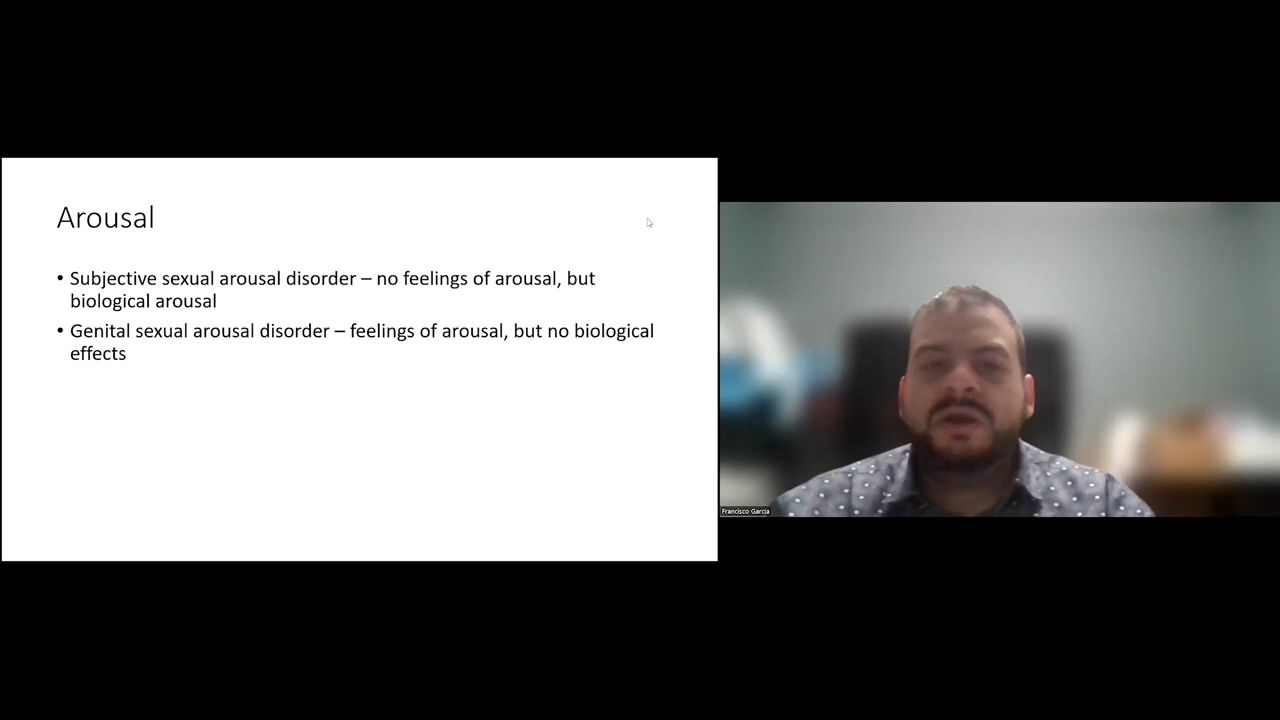 Arousal
• Subjective sexual arousal disorder – no feelings of arousal, but
biological arousal
• Genital sexual arousal disorder – feelings of arousal, but no biological
effects
Francisco Garcia